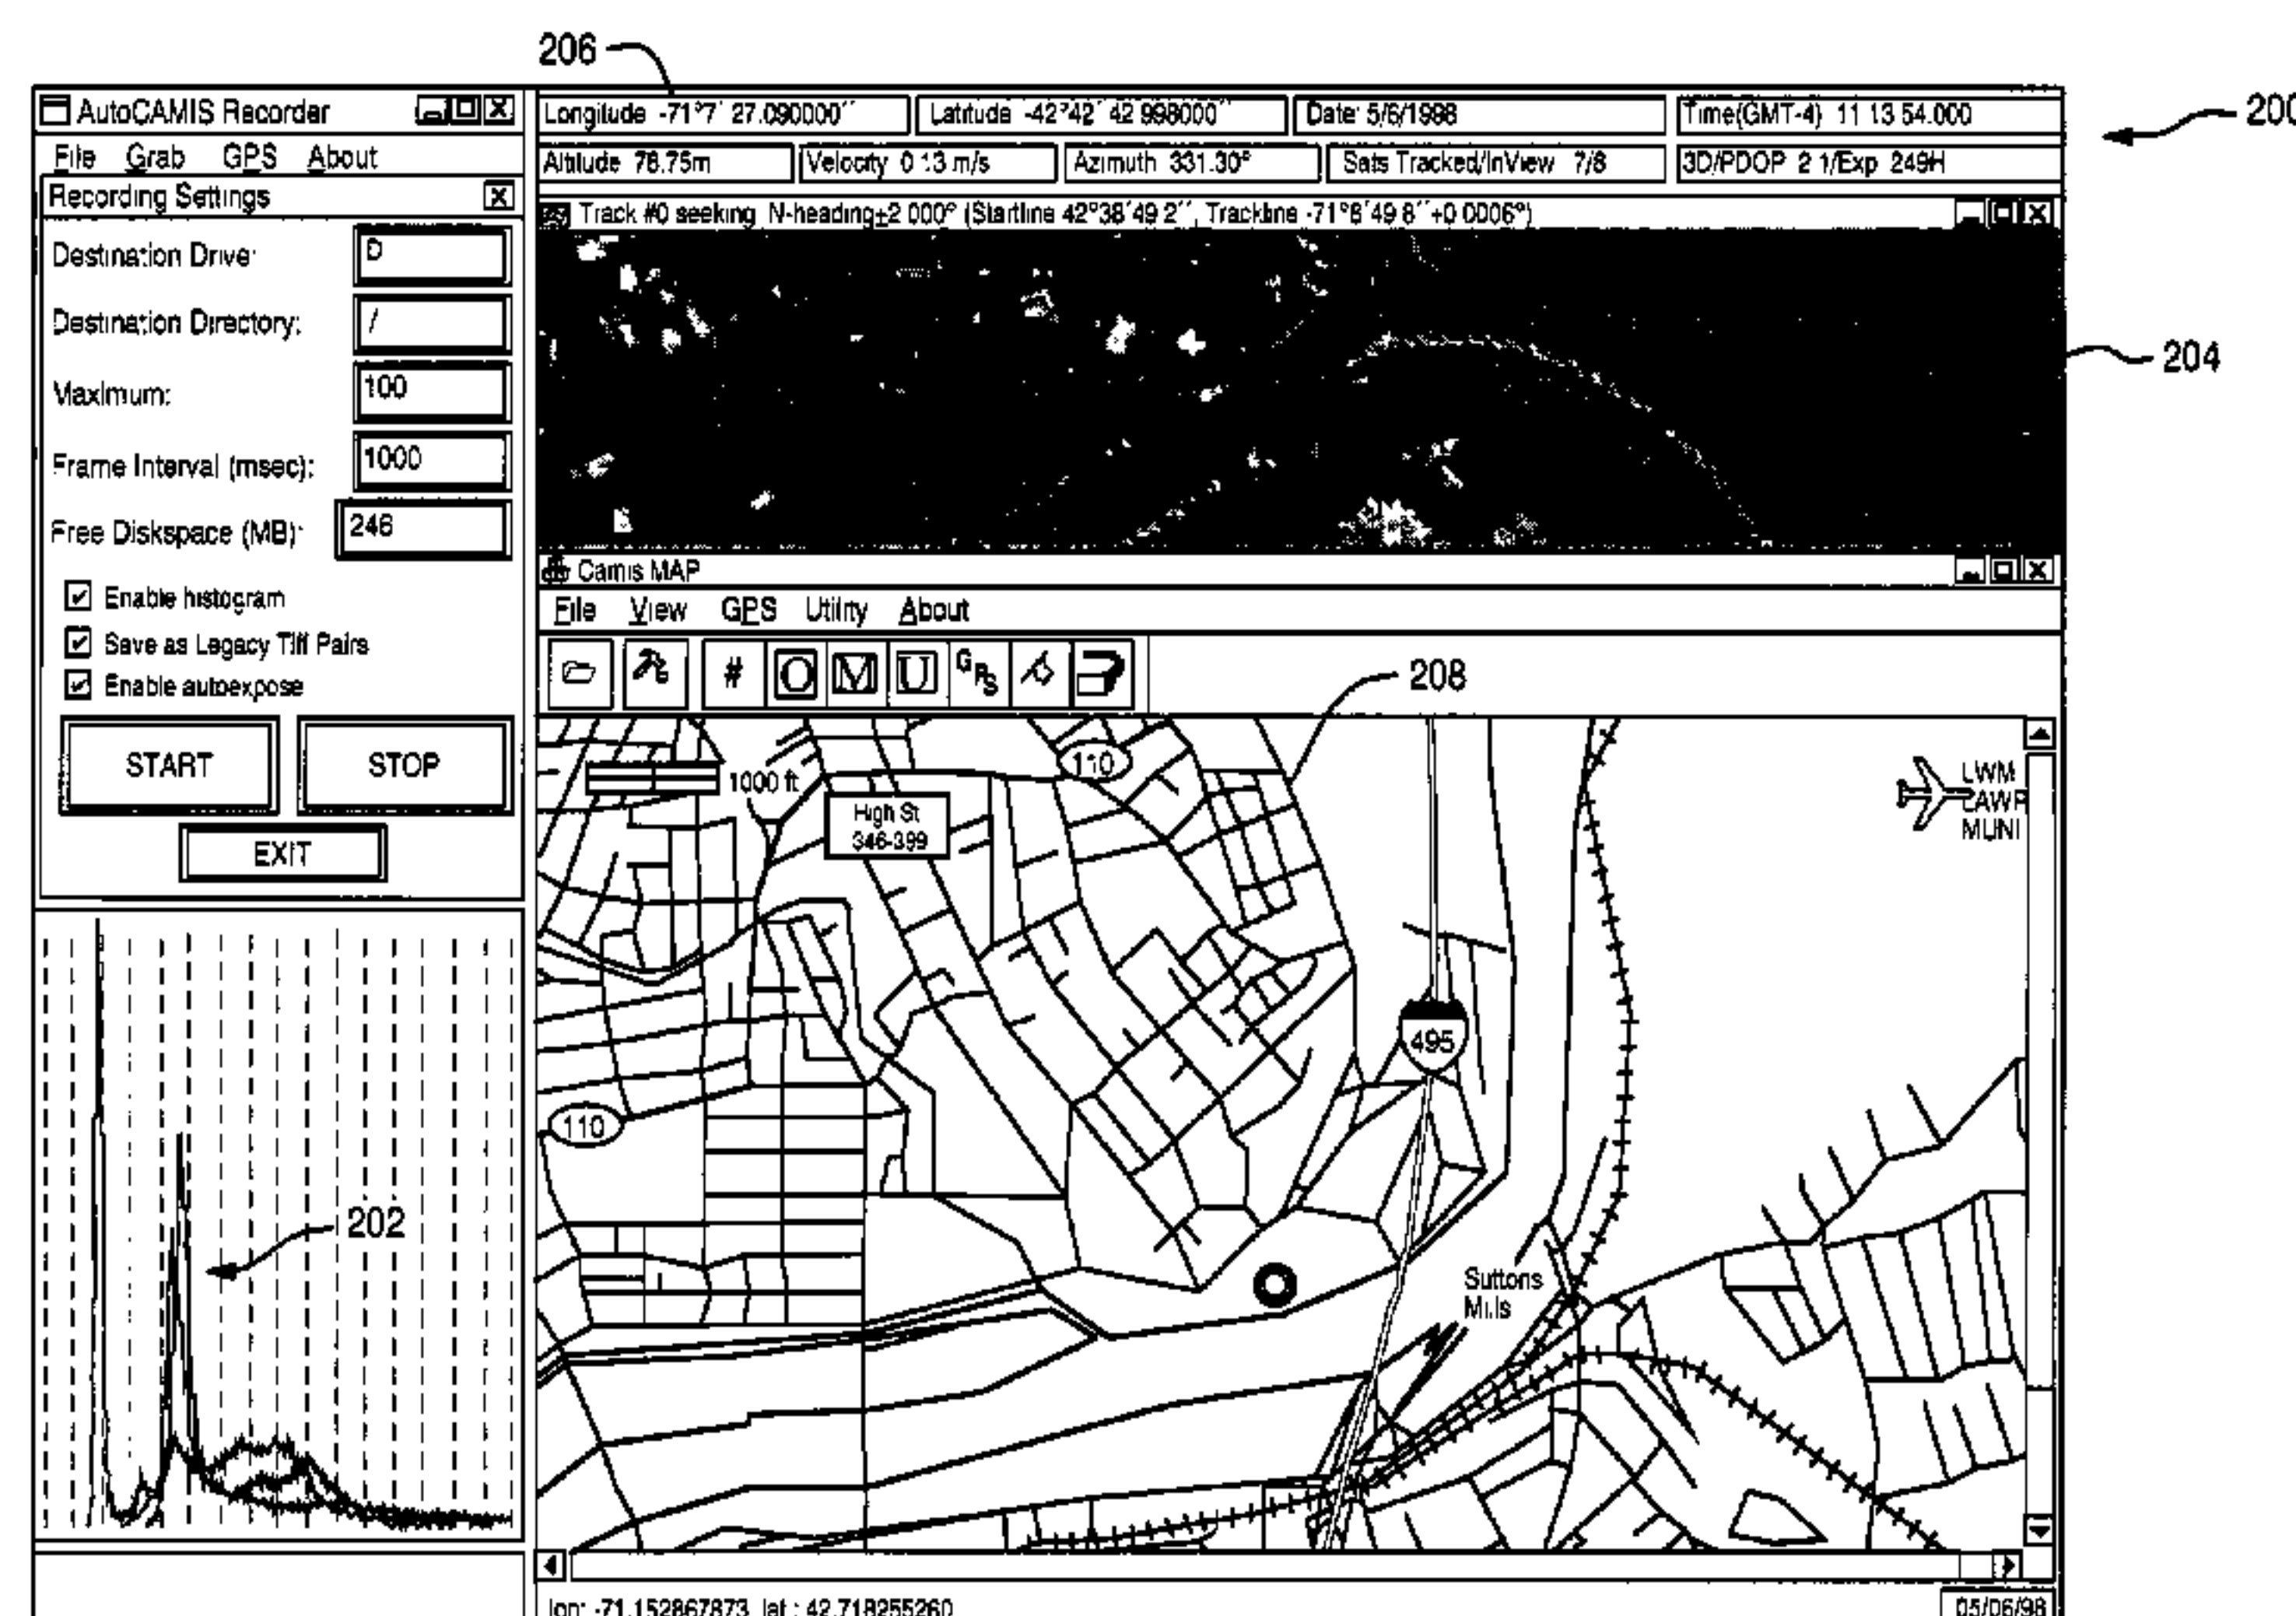 206
200
AutoCAMIS Recorder
File Grab GPS About
Recording Settings
Destination Drive: D
Destination Directory: /
Maximum: 100
Frame Interval (msec): 1000
Free Diskspace (MB): 246
Enable histogram
Save as Legacy Tiff Pairs
Enable autoexpose
START STOP
EXIT
202
Longitude -71°7' 27.090000'' Latitude -42°42' 42 998000'' Date: 5/6/1998 Time(GMT-4) 11 13 54.000
Altitude 78.75m Velocity 0 13 m/s Azimuth 331.30° Sats Tracked/InView 7/8 3D/PDOP 2 1/Exp 249H
Track #0 seeking N-heading±2 000° (Startline 42°38'49 2'', Trackline -71°8'49 8''+0 0006°)
204
Camis MAP
File View GPS Utility About
# O M U GPS
208
1000 ft
110
High St
346-399
LWM
LAWR
MUNI
495
110
Suttons
Mills
lon: -71.152867873 lat : 42.718255260
05/06/98